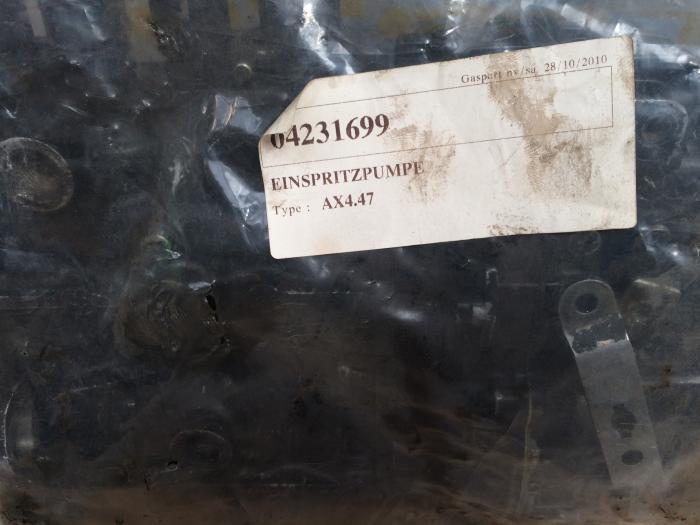 Gaspart nv/sa 28/10/2010
04231699
EINSPRITZPUMPE
Type : AX4.47